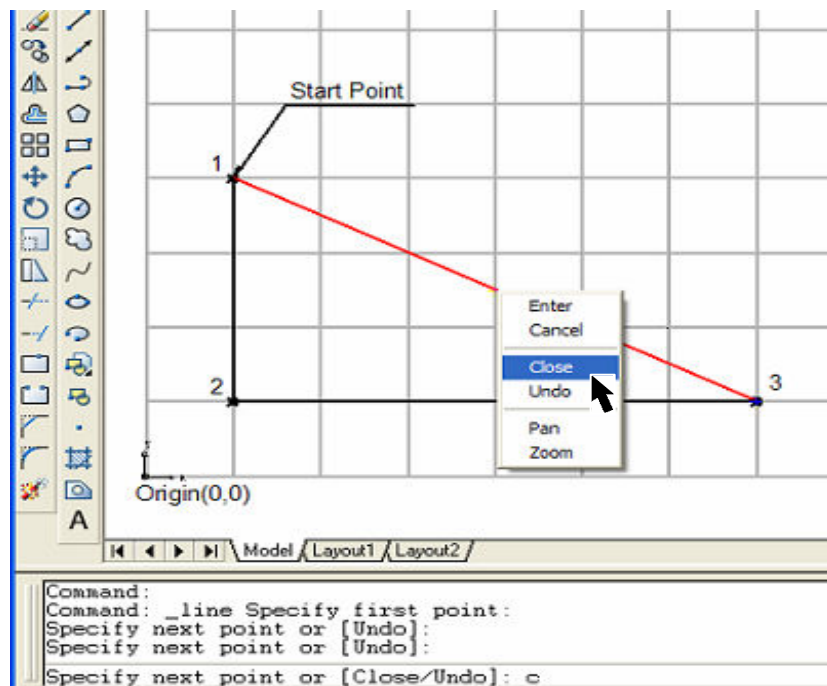 Start Point
1
Enter
Cancel
Close
Undo
Pan
Zoom
2
3
Origin(0,0)
A
Model Layout1 Layout2
Command:
Command: _line Specify first point:
Specify next point or [Undo]:
Specify next point or [Undo]:
Specify next point or [Close/Undo]: c